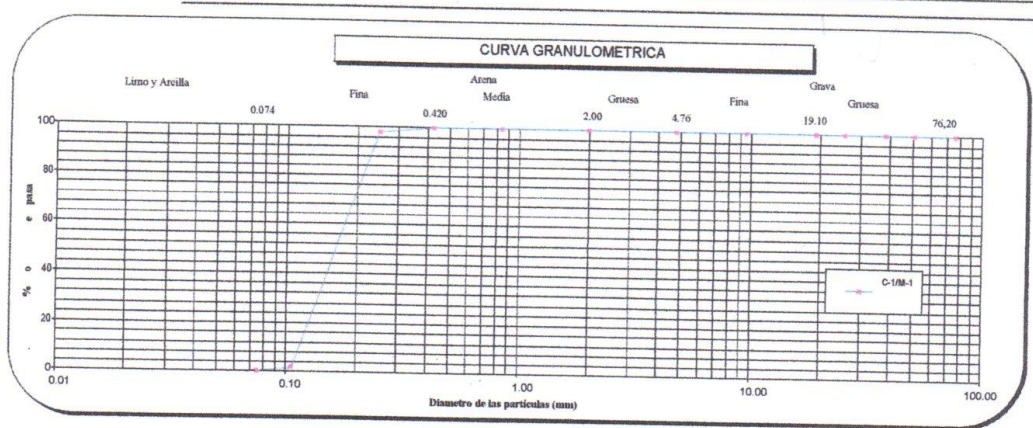 CURVA GRANULOMETRICA
Limo y Arcilla
Arena
Grava
Fina
Media
Gruesa
Fina
Gruesa
0.074
0.420
2.00
4.76
19.10
76,20
100
80
60
40
20
0
% o e pasa
0.01
0.10
1.00
10.00
100.00
Diametro de las partículas (mm)
C-1/M-1